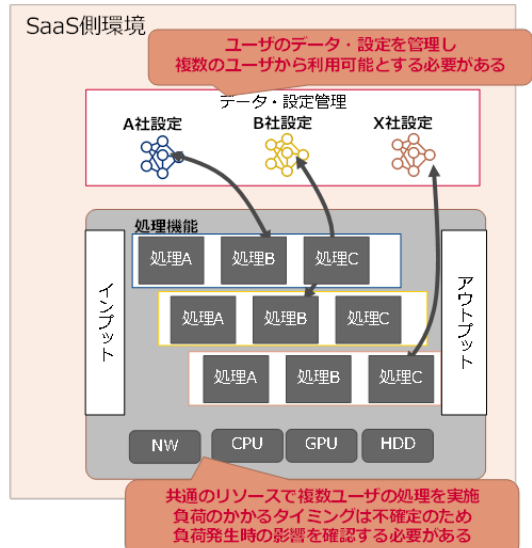 SaaS側環境
ユーザのデータ・設定を管理し
複数のユーザから利用可能とする必要がある
データ・設定管理
A社設定 B社設定 X社設定
処理機能
インプット
処理A 処理B 処理C
処理A 処理B 処理C
処理A 処理B 処理C
アウトプット
NW CPU GPU HDD
共通のリソースで複数ユーザの処理を実施
負荷のかかるタイミングは不確定のため
負荷発生時の影響を確認する必要がある